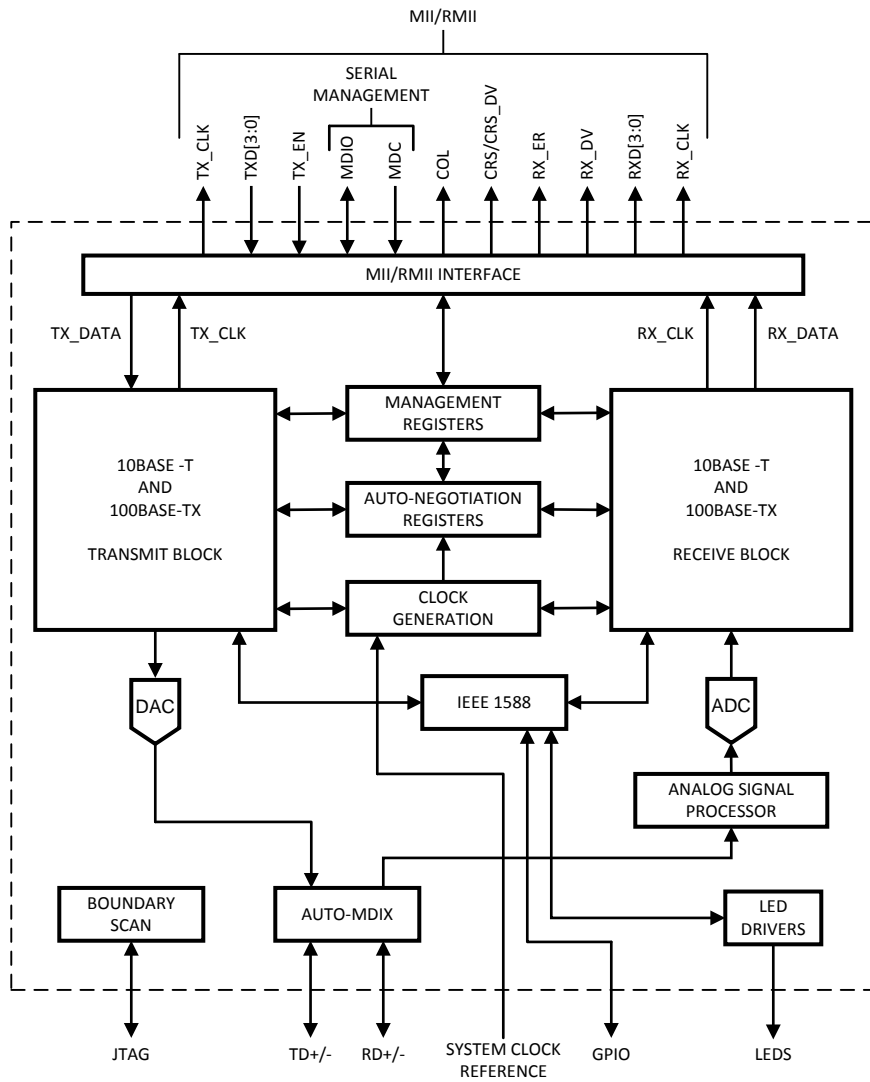 MII/RMII
SERIAL
MANAGEMENT
TX_CLK
TXD[3:0]
TX_EN
MDIO
MDC
COL
CRS/CRS_DV
RX_ER
RX_DV
RXD[3:0]
RX_CLK
MII/RMII INTERFACE
TX_DATA
TX_CLK
RX_CLK
RX_DATA
10BASE -T
AND
100BASE-TX
TRANSMIT BLOCK
MANAGEMENT
REGISTERS
AUTO-NEGOTIATION
REGISTERS
CLOCK
GENERATION
10BASE -T
AND
100BASE-TX
RECEIVE BLOCK
DAC
IEEE 1588
ADC
ANALOG SIGNAL
PROCESSOR
BOUNDARY
SCAN
AUTO-MDIX
LED
DRIVERS
JTAG
TD+/-
RD+/-
SYSTEM CLOCK
REFERENCE
GPIO
LEDS